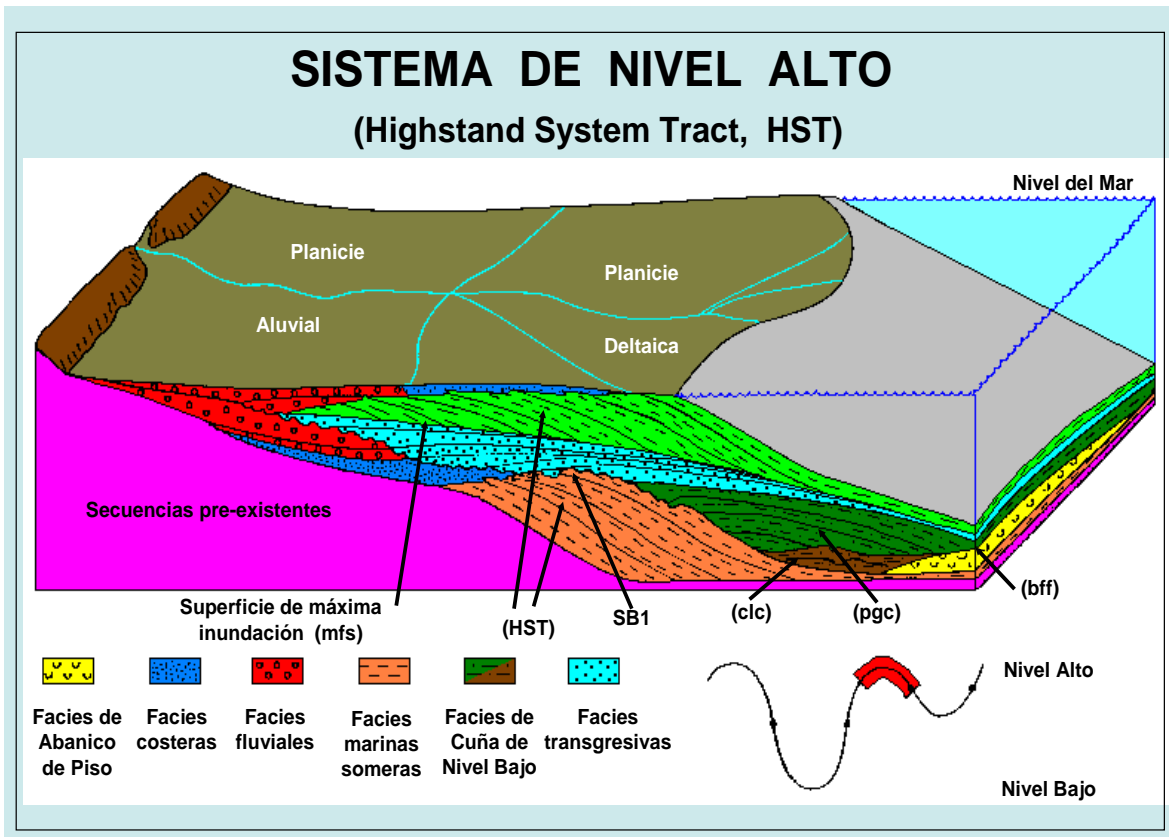 SISTEMA DE NIVEL ALTO
(Highstand System Tract, HST)
Nivel del Mar
Planicie
Aluvial
Planicie
Deltaica
Secuencias pre-existentes
Superficie de máxima
inundación (mfs)
(HST)
SB1
(clc)
(pgc)
(bff)
Facies de
Abanico
de Piso
Facies
costeras
Facies
fluviales
Facies
marinas
someras
Facies de
Cuña de
Nivel Bajo
Facies
transgresivas
Nivel Alto
Nivel Bajo